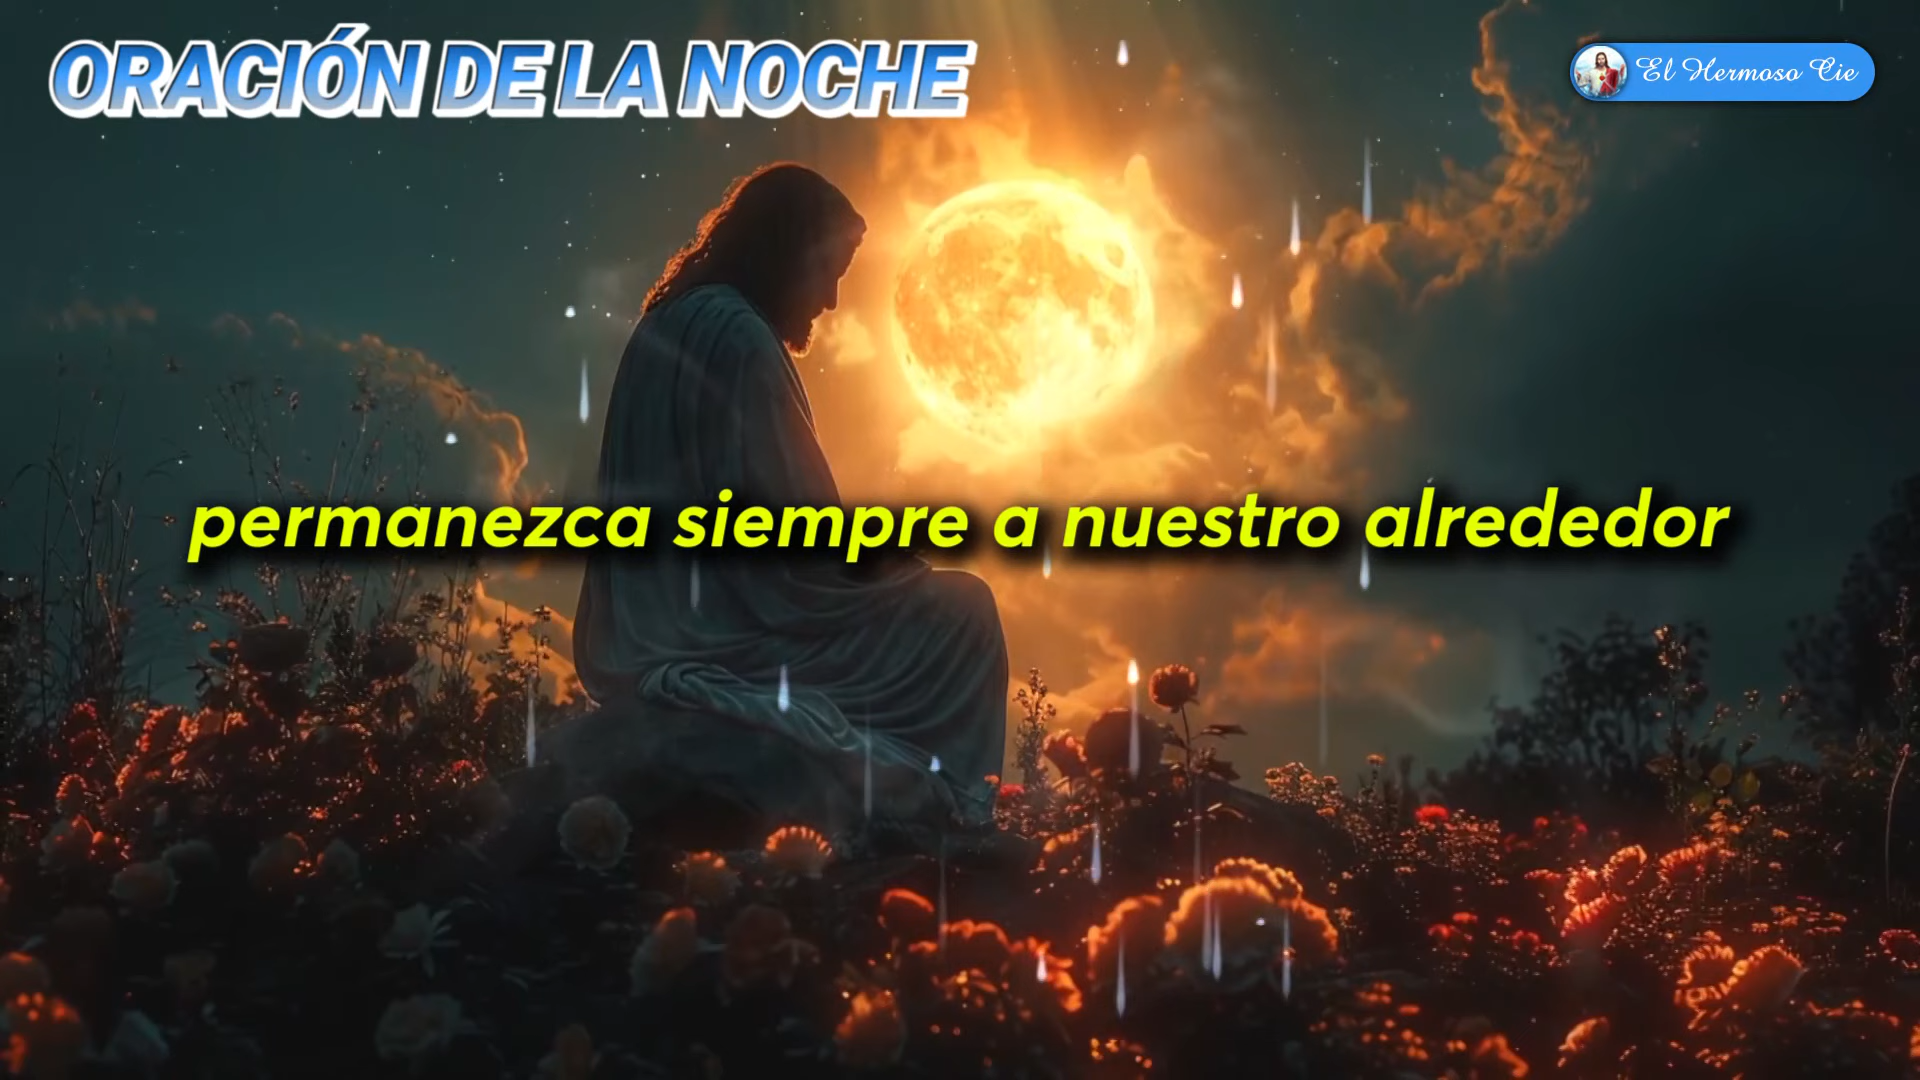 ORACIÓN DE LA NOCHE
El Hermoso Cie
permanezca siempre a nuestro alrededor